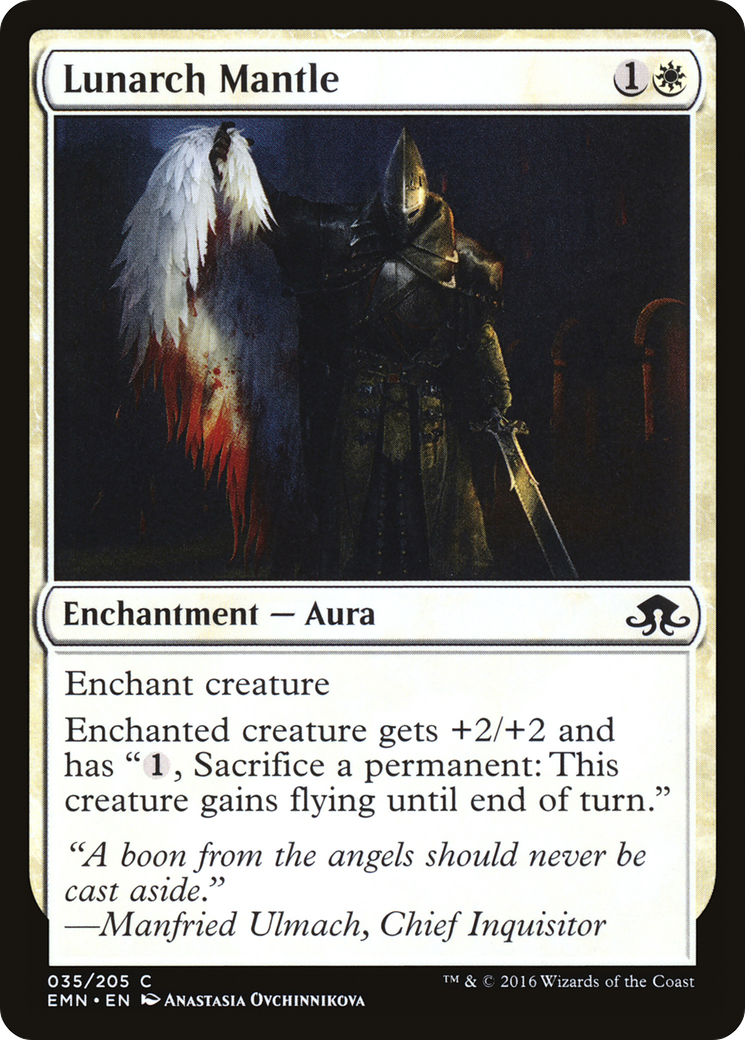 Lunarch Mantle 1
Enchantment — Aura
Enchant creature
Enchanted creature gets +2/+2 and
has “1, Sacrifice a permanent: This
creature gains flying until end of turn.”
“A boon from the angels should never be
cast aside.”
—Manfried Ulmach, Chief Inquisitor
035/205 C
EMN • EN Anastasia Ovchinnikova
™ & © 2016 Wizards of the Coast